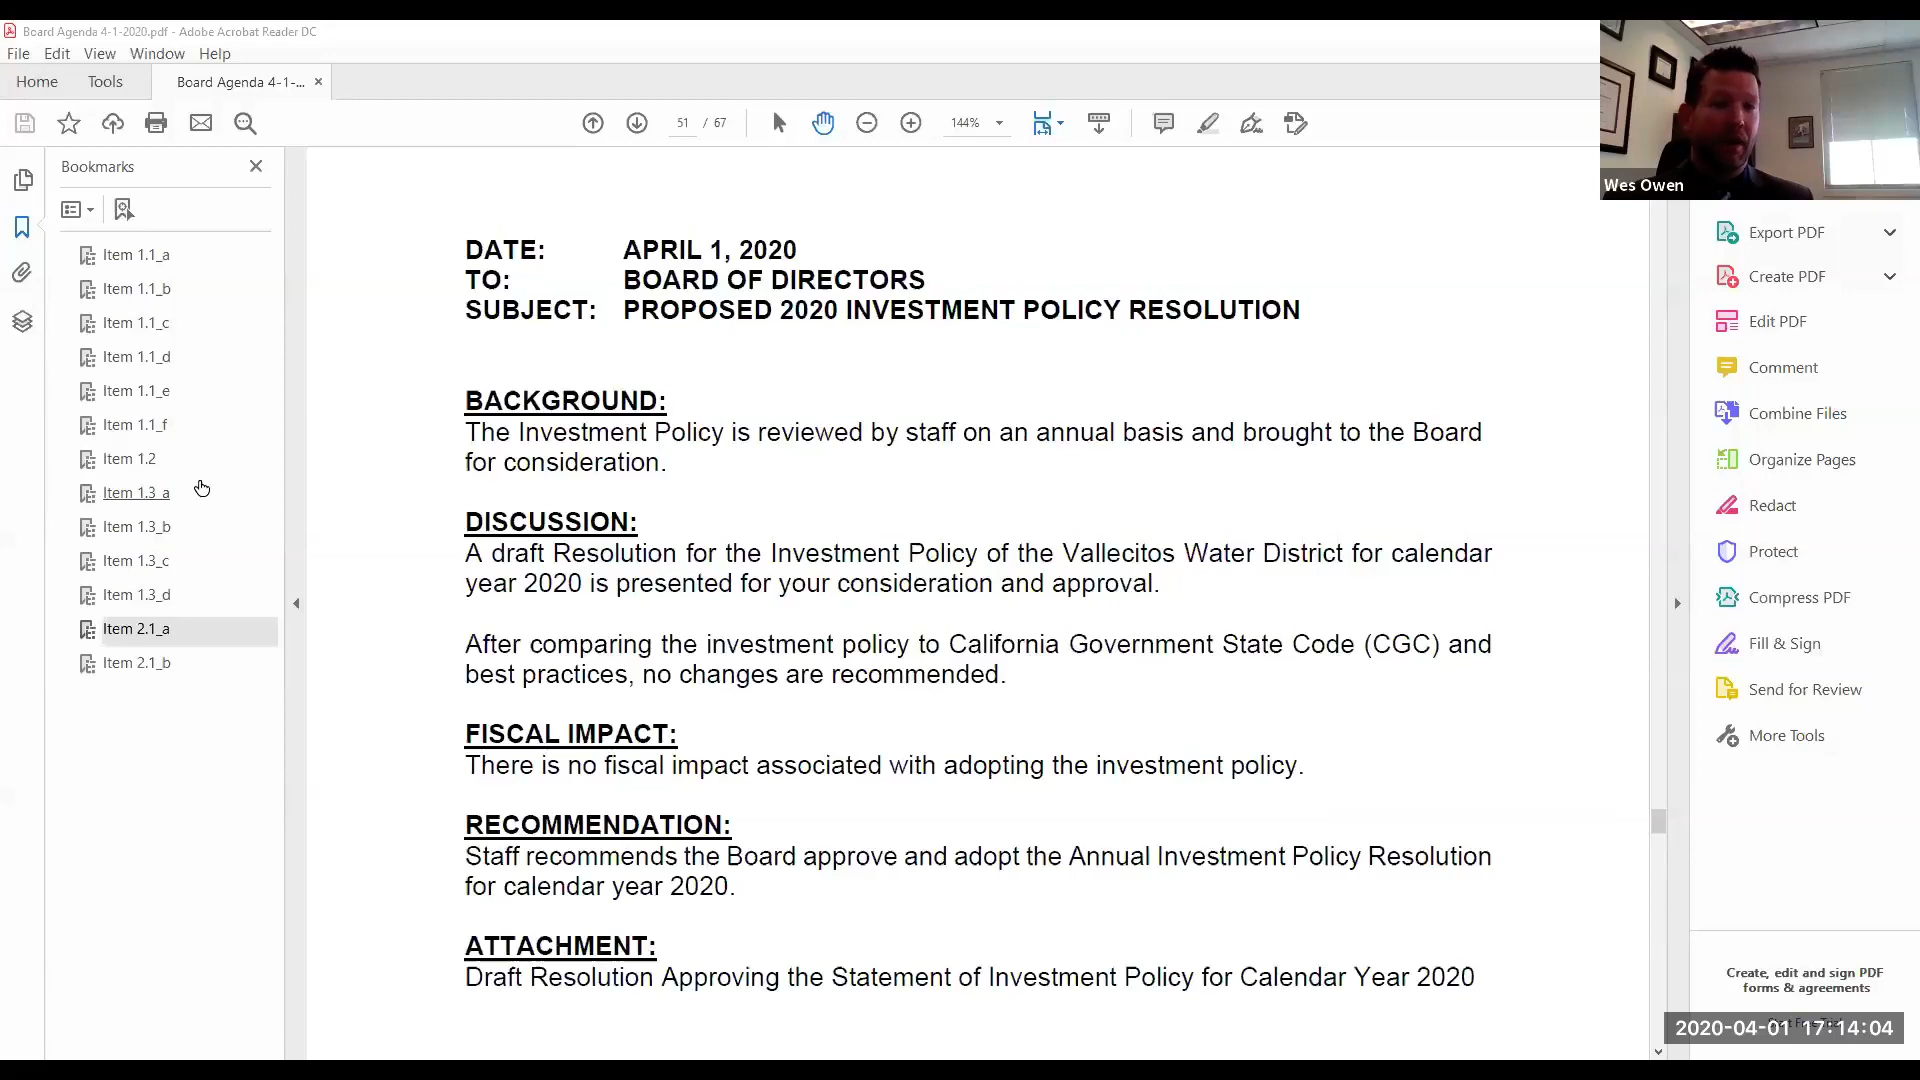 Board Agenda 4-1-2020.pdf - Adobe Acrobat Reader DC
File Edit View Window Help
Home Tools Board Agenda 4-1-... ×
51 / 67 144%
Wes Owen
Bookmarks
Item 1.1_a
Item 1.1_b
Item 1.1_c
Item 1.1_d
Item 1.1_e
Item 1.1_f
Item 1.2
Item 1.3_a
Item 1.3_b
Item 1.3_c
Item 1.3_d
Item 2.1_a
Item 2.1_b
DATE: APRIL 1, 2020
TO: BOARD OF DIRECTORS
SUBJECT: PROPOSED 2020 INVESTMENT POLICY RESOLUTION
BACKGROUND:
The Investment Policy is reviewed by staff on an annual basis and brought to the Board
for consideration.
DISCUSSION:
A draft Resolution for the Investment Policy of the Vallecitos Water District for calendar
year 2020 is presented for your consideration and approval.
After comparing the investment policy to California Government State Code (CGC) and
best practices, no changes are recommended.
FISCAL IMPACT:
There is no fiscal impact associated with adopting the investment policy.
RECOMMENDATION:
Staff recommends the Board approve and adopt the Annual Investment Policy Resolution
for calendar year 2020.
ATTACHMENT:
Draft Resolution Approving the Statement of Investment Policy for Calendar Year 2020
Export PDF
Create PDF
Edit PDF
Comment
Combine Files
Organize Pages
Redact
Protect
Compress PDF
Fill & Sign
Send for Review
More Tools
Create, edit and sign PDF
forms & agreements
2020-04-01 17:14:04